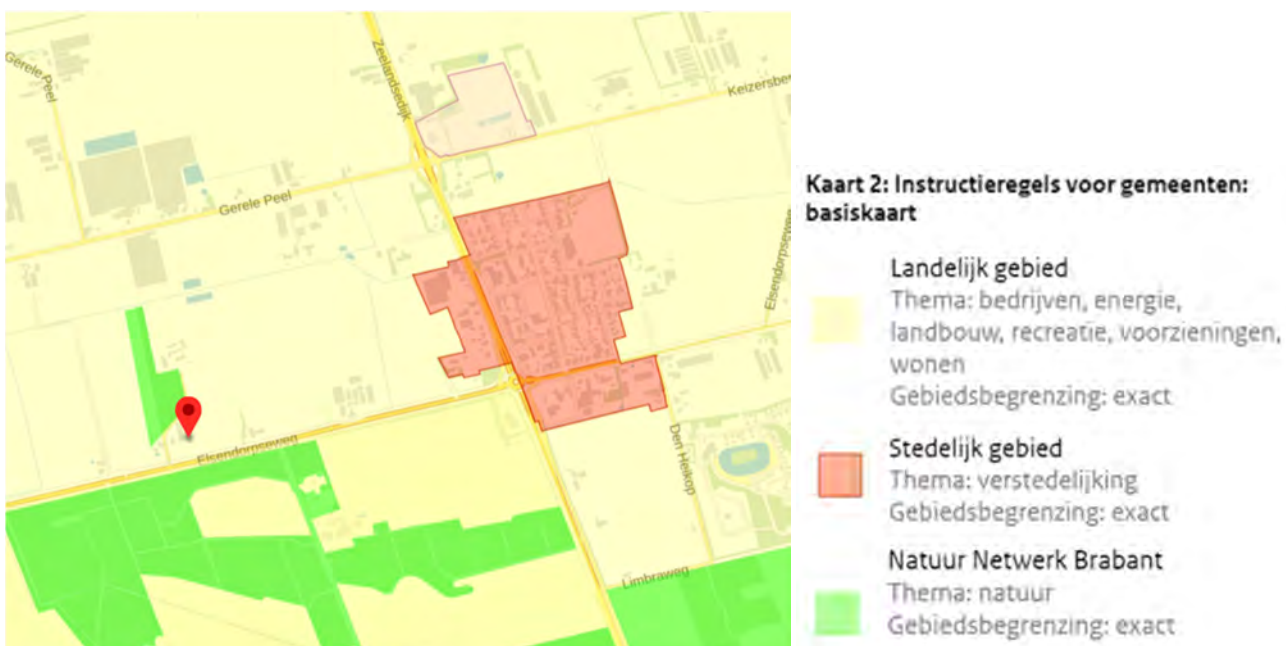 Gerele Peel
Zeelandsedijk
Keizersbe
Gerele Peel
Elsendorpseweg
Elsendorpseweg
Den Heikop
Limbraweg
Kaart 2: Instructieregels voor gemeenten:
basiskaart
Landelijk gebied
Thema: bedrijven, energie,
landbouw, recreatie, voorzieningen,
wonen
Gebiedsbegrenzing: exact
Stedelijk gebied
Thema: verstedelijking
Gebiedsbegrenzing: exact
Natuur Netwerk Brabant
Thema: natuur
Gebiedsbegrenzing: exact